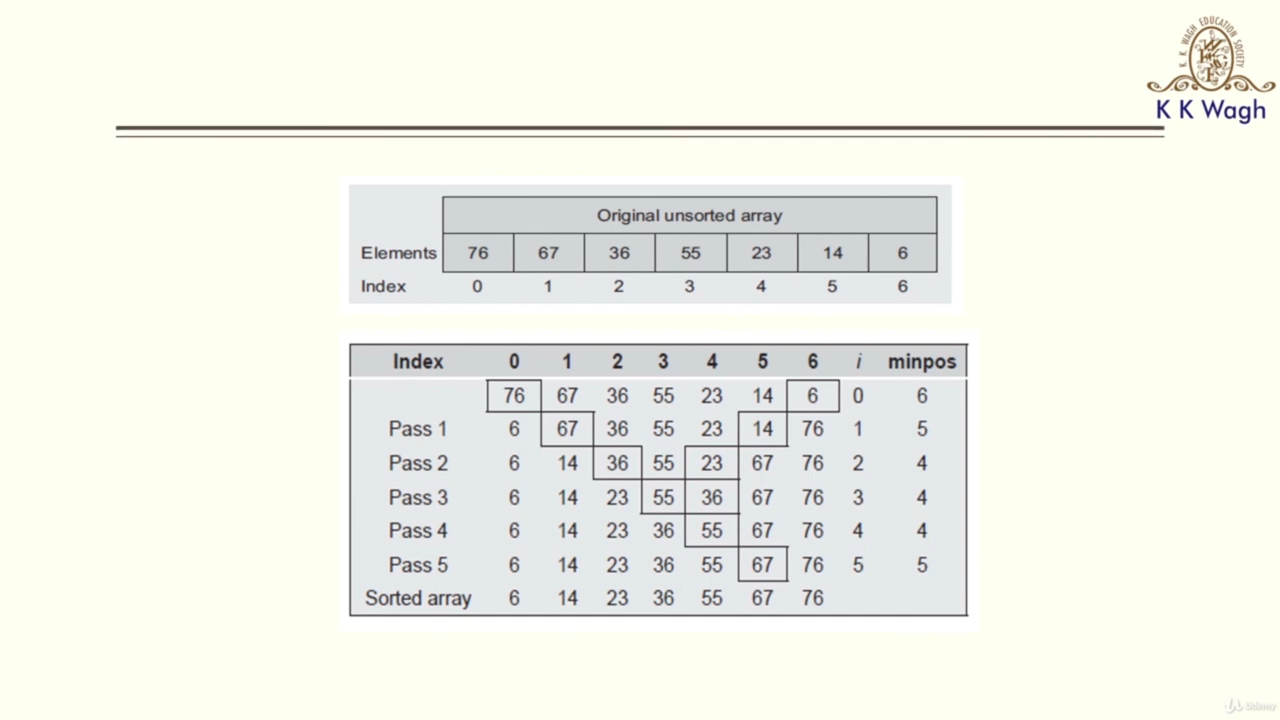 K K WAGH EDUCATION SOCIETY
K K Wagh
Original unsorted array
Elements 76 67 36 55 23 14 6
Index 0 1 2 3 4 5 6
Index 0 1 2 3 4 5 6 i minpos
76 67 36 55 23 14 6 0 6
Pass 1 6 67 36 55 23 14 76 1 5
Pass 2 6 14 36 55 23 67 76 2 4
Pass 3 6 14 23 55 36 67 76 3 4
Pass 4 6 14 23 36 55 67 76 4 4
Pass 5 6 14 23 36 55 67 76 5 5
Sorted array 6 14 23 36 55 67 76
Udemy